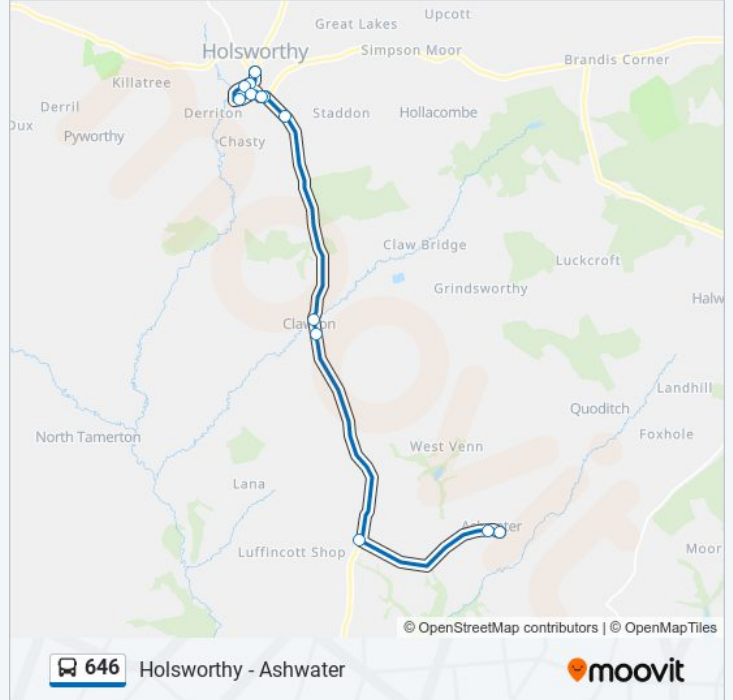 Upcott
Great Lakes
Holsworthy
Simpson Moor
Brandis Corner
Killatree
Derril
Derriton
Staddon
Hollacombe
Dux
Pyworthy
Chasty
Claw Bridge
Luckcroft
Grindsworthy
Halw
Clawton
Landhill
Quoditch
North Tamerton
Foxhole
West Venn
Lana
Ashwater
Luffincott Shop
Moor
© OpenStreetMap contributors | © OpenMapTiles
646 Holsworthy - Ashwater
moovit